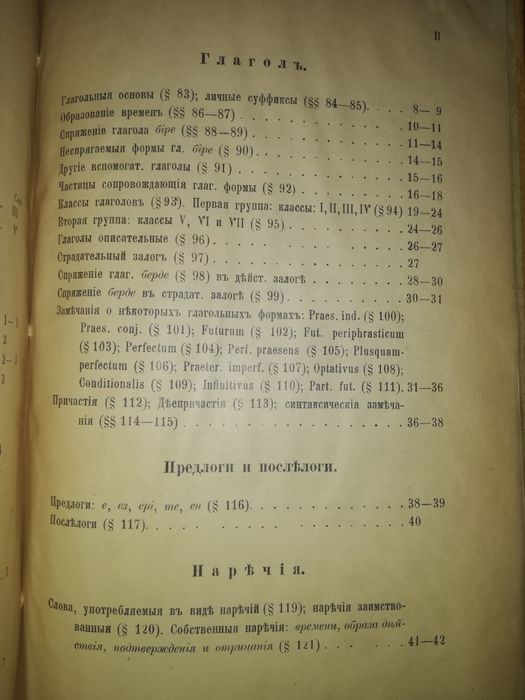 II
Глаголъ.
Глагольныя основы (§ 83); личные суффиксы (§§ 84—85). 8— 9
Образованіе временъ (§§ 86—87) . . . . . . . . . 10—11
Спряженіе глагола біре (§§ 88—89) . . . . . . . . 11—14
Неспрягаемыя формы гл. біре (§ 90). . . . . . . . 14—15
Другіе вспомогат. глаголы (§ 91) . . . . . . . . . 15—16
Частицы сопровождающія глаг. формы (§ 92) . . . . . 16—18
Классы глаголовъ (§ 93). Первая группа: классы: I, II, III, IV (§ 94) 19—24
Вторая группа: классы V, VI и VII (§ 95) . . . . . . 24—26
Глаголы описательные (§ 96) . . . . . . . . . . 26—27
Страдательный залогъ (§ 97) . . . . . . . . . . 27
Спряженіе глаг. берде (§ 98) въ дѣйст. залогѣ . . . . 28—30
Спряженіе берде въ страдат. залогѣ (§ 99) . . . . . . 30—31
Замѣчанія о нѣкоторыхъ глагольныхъ формахъ: Praes. ind. (§ 100);
Praes. conj. (§ 101); Futurum (§ 102); Fut. periphrasticum
(§ 103); Perfectum (§ 104); Perf. praesens (§ 105); Plusquam-
perfectum (§ 106); Praeter. imperf. (§ 107); Optativus (§ 108);
Conditionalis (§ 109); Infinitivus (§ 110); Part. fut. (§ 111). 31—36
Причастія (§ 112); Дѣепричастія (§ 113); синтаксическія замѣча-
нія (§§ 114—115) . . . . . . . . . . . . . 36—38
Предлоги и послѣлоги.
Предлоги: е, ез, ері, те, ен (§ 116). . . . . . . . . 38—39
Послѣлоги (§ 117). . . . . . . . . . . . . 40
Нарѣчія.
Слова, употребляемыя въ видѣ нарѣчій (§ 119); нарѣчія заимство-
ванныя (§ 120). Собственныя нарѣчія: времени, образа дѣй-
ствія, подтвержденія и отрицанія (§ 121) . . . . . . 41—42